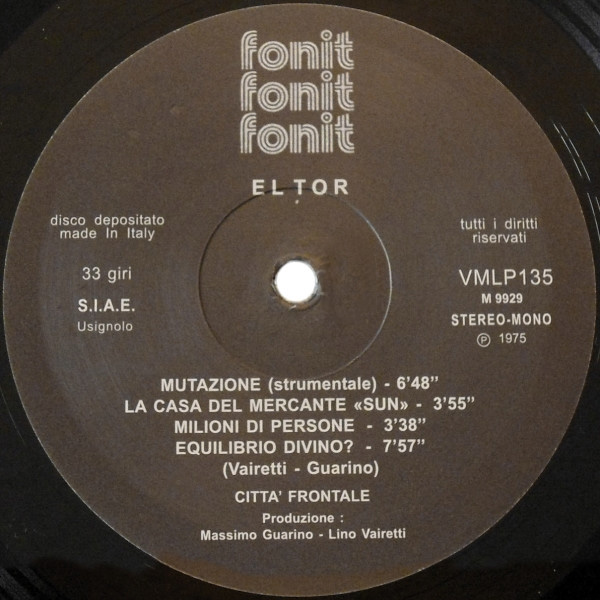 fonit
fonit
fonit
EL TOR
disco depositato
made In Italy
33 giri
S.I.A.E.
Usignolo
tutti i diritti
riservati
VMLP135
M 9929
STEREO-MONO
Ⓟ 1975
MUTAZIONE (strumentale) - 6'48"
LA CASA DEL MERCANTE «SUN» - 3'55"
MILIONI DI PERSONE - 3'38"
EQUILIBRIO DIVINO? - 7'57"
(Vairetti - Guarino)
CITTA' FRONTALE
Produzione :
Massimo Guarino - Lino Vairetti